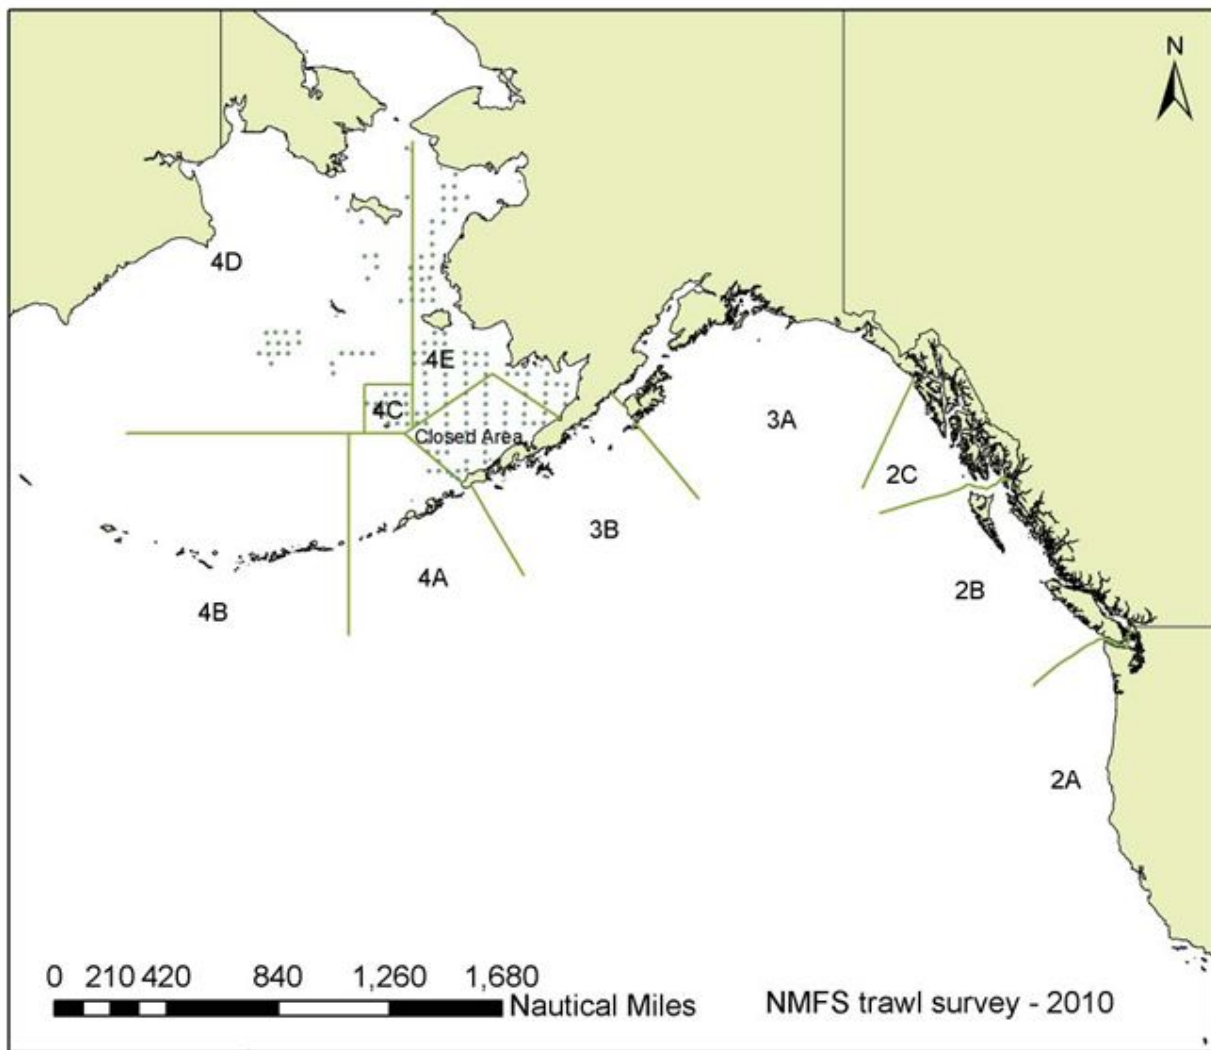 N
4D
4E
4C
Closed Area
3A
2C
3B
4A
2B
4B
2A
0 210 420 840 1,260 1,680
Nautical Miles
NMFS trawl survey - 2010